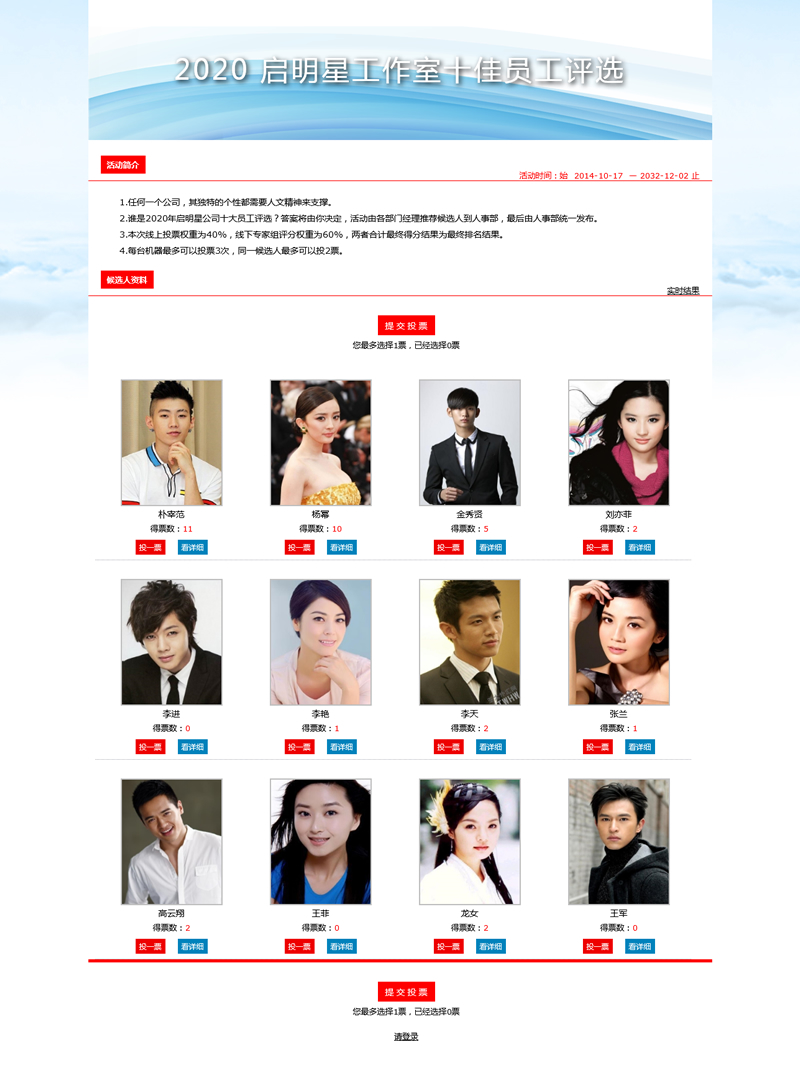 2020 启明星工作室十佳员工评选
活动简介
活动时间：始 2014-10-17 — 2032-12-02 止
1.任何一个公司，其独特的个性都需要人文精神来支撑。
2.谁是2020年启明星公司十大员工评选？答案将由你决定，活动由各部门经理推荐候选人到人事部，最后由人事部统一发布。
3.本次线上投票权重为40%，线下专家组评分权重为60%，两者合计最终得分结果为最终排名结果。
4.每台机器最多可以投票3次，同一候选人最多可以投2票。
候选人资料
实时结果
提 交 投 票
您最多选择1票，已经选择0票
朴宰范 杨幂 金秀贤 刘亦菲
得票数：11 得票数：10 得票数：5 得票数：2
投一票 看详细 投一票 看详细 投一票 看详细 投一票 看详细
李进 李艳 李天 张兰
得票数：0 得票数：1 得票数：2 得票数：1
投一票 看详细 投一票 看详细 投一票 看详细 投一票 看详细
高云翔 王菲 龙女 王军
得票数：2 得票数：0 得票数：2 得票数：0
投一票 看详细 投一票 看详细 投一票 看详细 投一票 看详细
提 交 投 票
您最多选择1票，已经选择0票
请登录